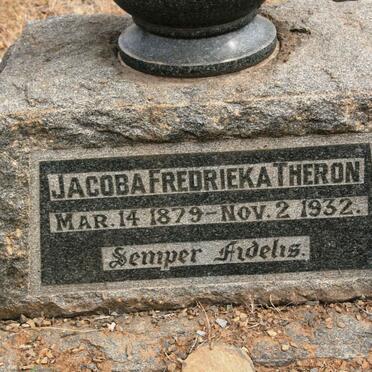 JACOBA FREDRIEKA THERON
MAR. 14 1879 - NOV. 2 1932.
Semper Fidelis.